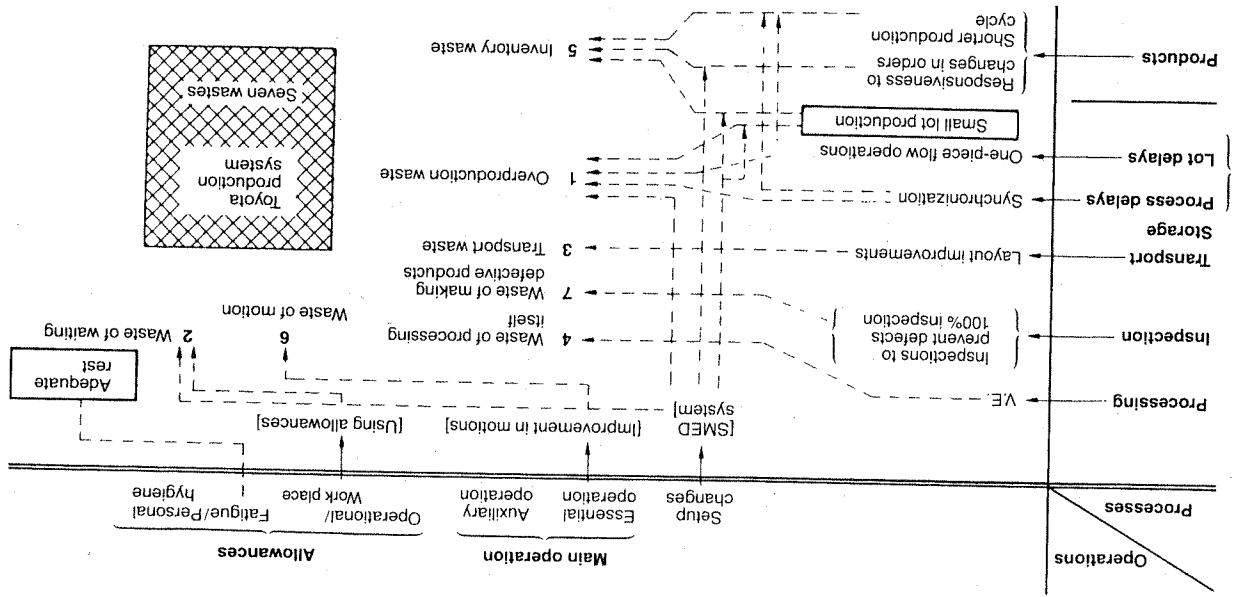 Operations
Processes
Main operation
Allowances
Setup
changes
Essential
operation
Auxiliary
operation
Operational/
Work place
Fatigue/Personal
hygiene
[SMED
system]
[Improvement in motions]
[Using allowances]
Adequate
rest
Processing
V.E.
4 Waste of processing
itself
6
Waste of motion
2 Waste of waiting
Inspection
Inspections to
prevent defects
100% inspection
7 Waste of making
defective products
Transport
Layout improvements
3 Transport waste
Storage
Process delays
Synchronization
1 Overproduction waste
Lot delays
One-piece flow operations
Small lot production
Products
Responsiveness to
changes in orders
Shorter production
cycle
5 Inventory waste
Toyota
production
system
Seven wastes